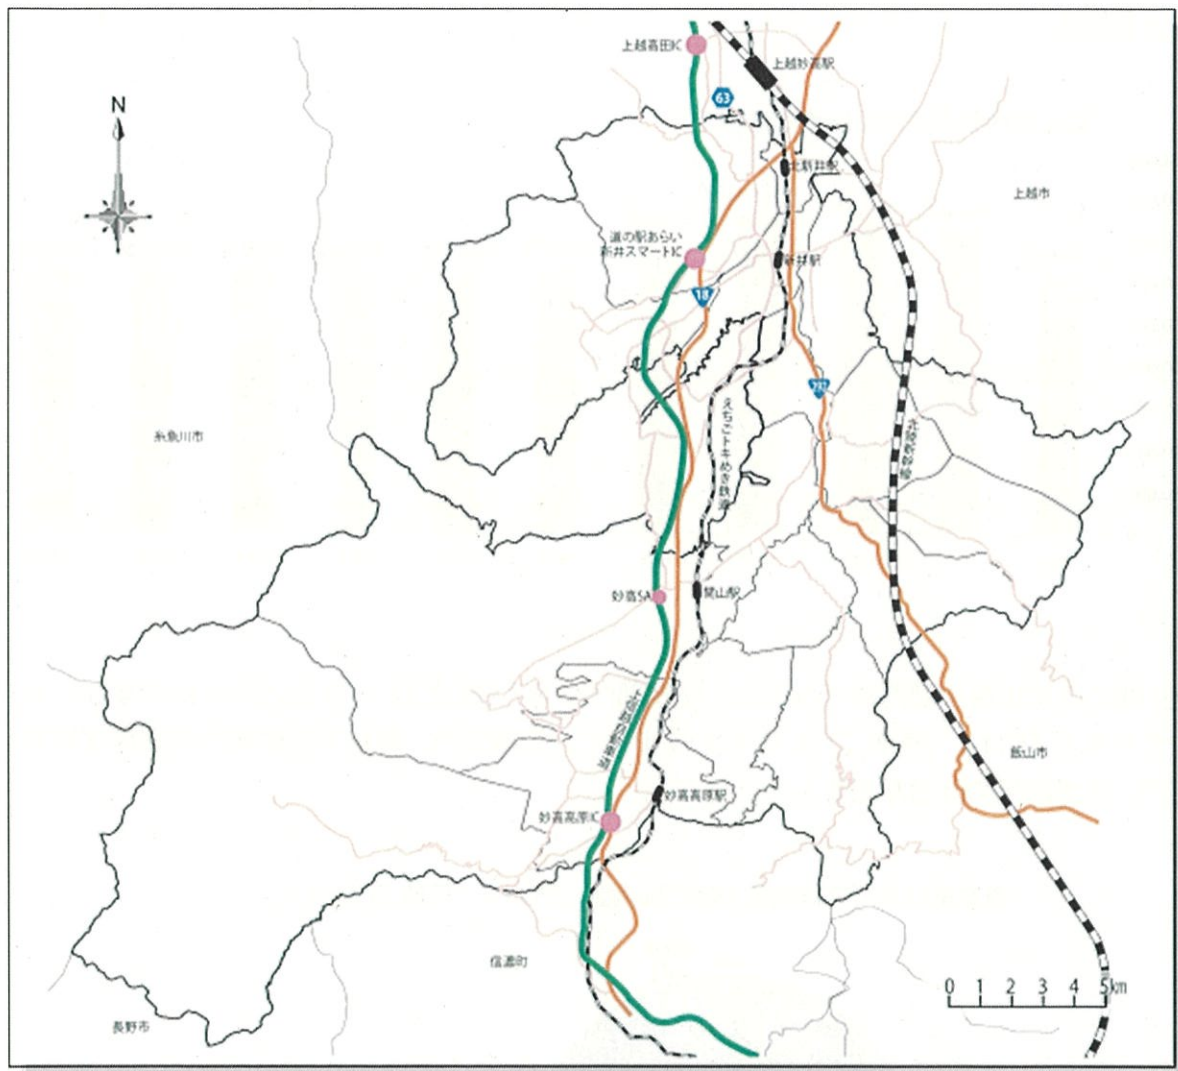 上越高田IC
上越妙高駅
N
63
北新井駅
上越市
道の駅あらい
新井スマートIC
新井駅
18
292
えちごトキめき鉄道
北陸新幹線
糸魚川市
妙高SA
関山駅
上信越自動車道
飯山市
妙高高原駅
妙高高原IC
信濃町
0 1 2 3 4 5km
長野市